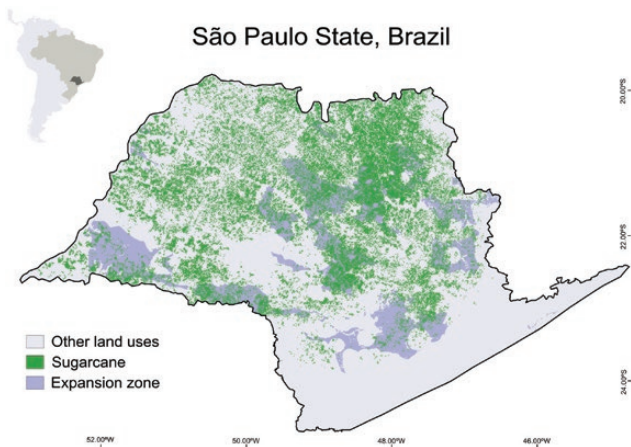 São Paulo State, Brazil
20.00°S
22.00°S
24.00°S
Other land uses
Sugarcane
Expansion zone
52.00°W
50.00°W
48.00°W
46.00°W